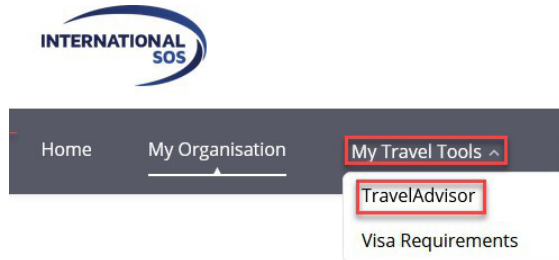 INTERNATIONAL
SOS
Home My Organisation My Travel Tools
TravelAdvisor
Visa Requirements